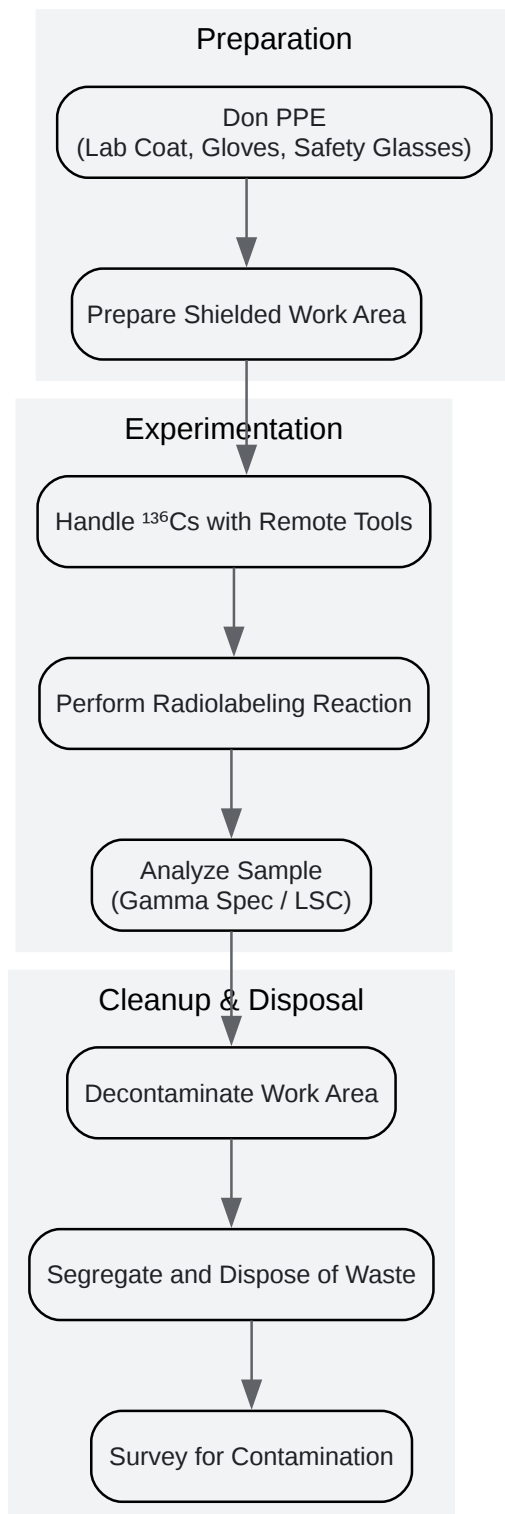 Preparation
Don PPE
(Lab Coat, Gloves, Safety Glasses)
Prepare Shielded Work Area
Experimentation
Handle ¹³⁶Cs with Remote Tools
Perform Radiolabeling Reaction
Analyze Sample
(Gamma Spec / LSC)
Cleanup & Disposal
Decontaminate Work Area
Segregate and Dispose of Waste
Survey for Contamination